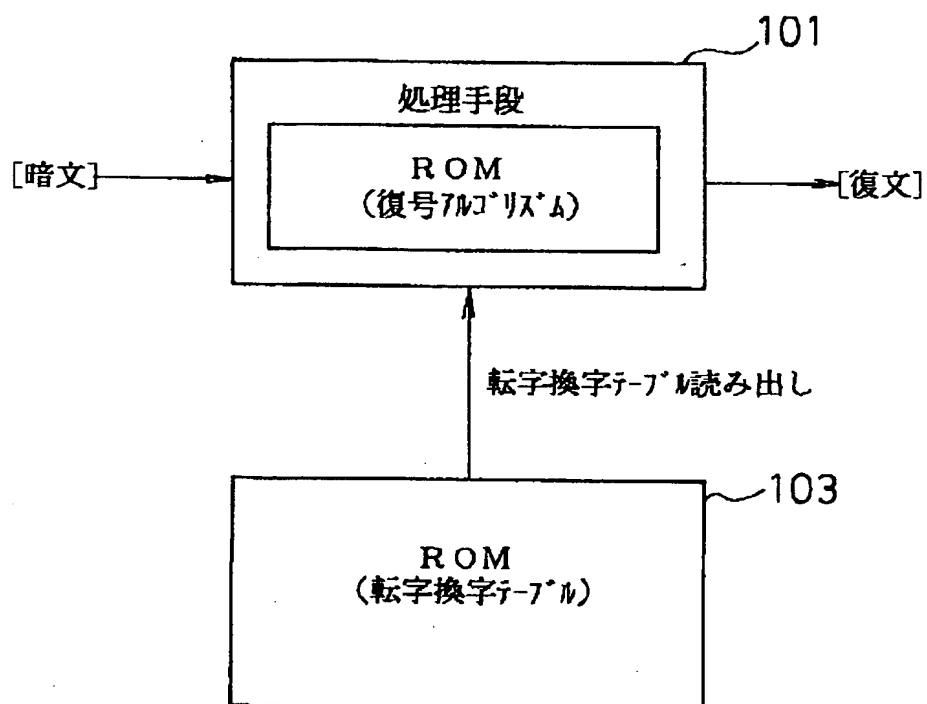 101
処理手段
[暗文]
ROM
(復号ｱﾙｺﾞﾘｽﾞﾑ)
[復文]
転字換字ﾃｰﾌﾞﾙ読み出し
103
ROM
(転字換字ﾃｰﾌﾞﾙ)